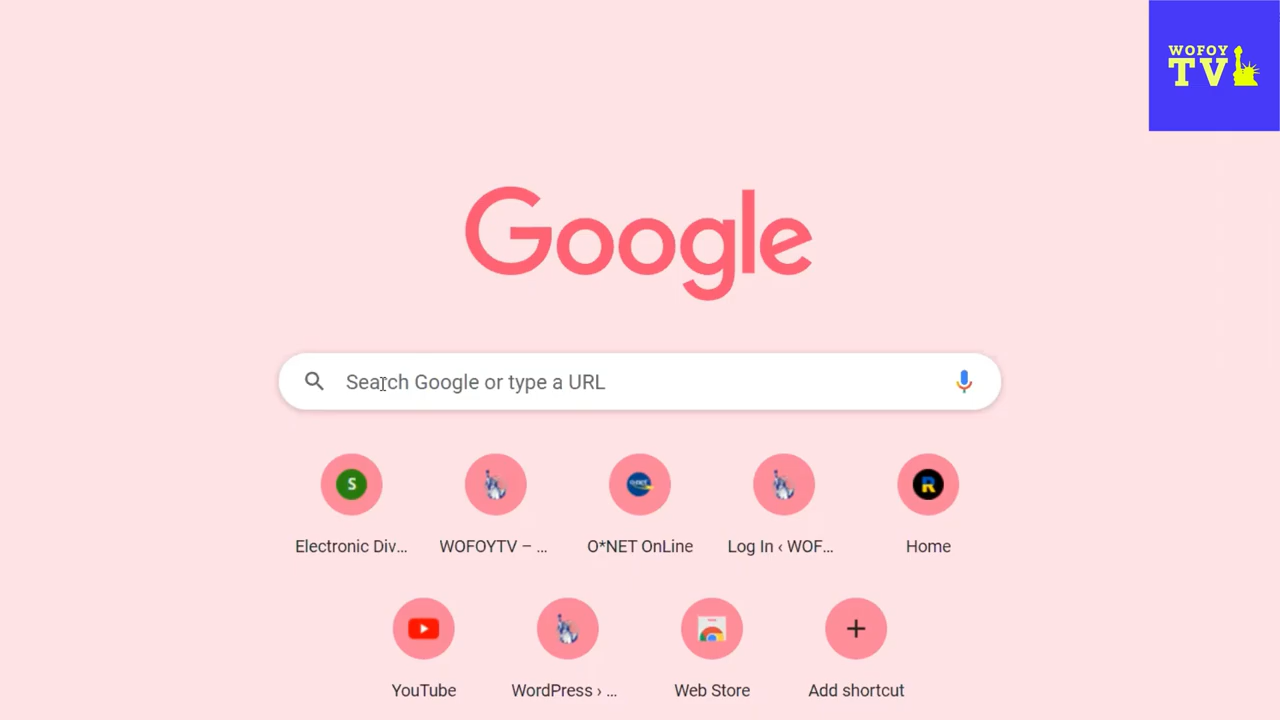 WOFOY
TV
Google
Search Google or type a URL
S
R
Electronic Div...
WOFOYTV – ...
O*NET OnLine
Log In ‹ WOF...
Home
YouTube
WordPress › ...
Web Store
Add shortcut